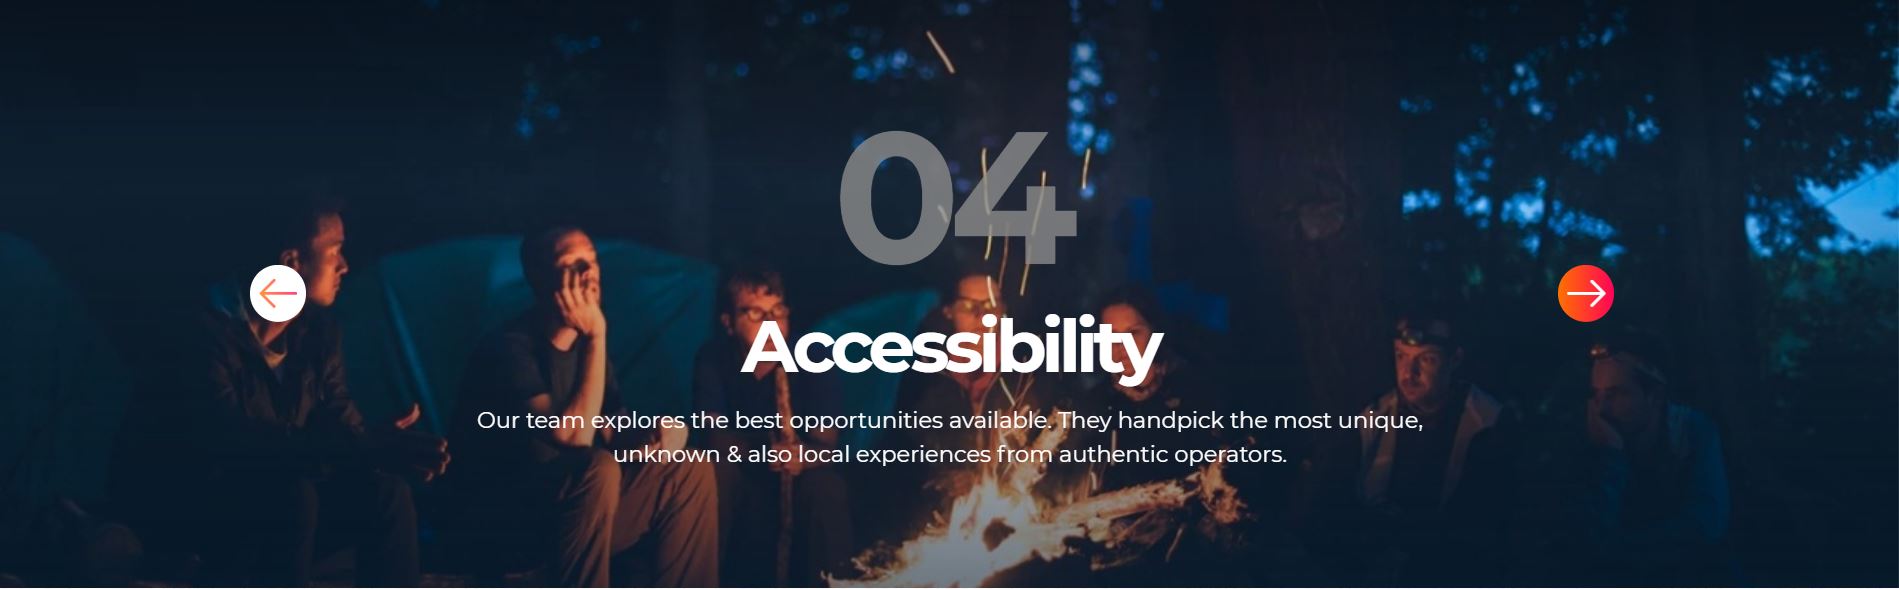 04
Accessibility
Our team explores the best opportunities available. They handpick the most unique,
unknown & also local experiences from authentic operators.